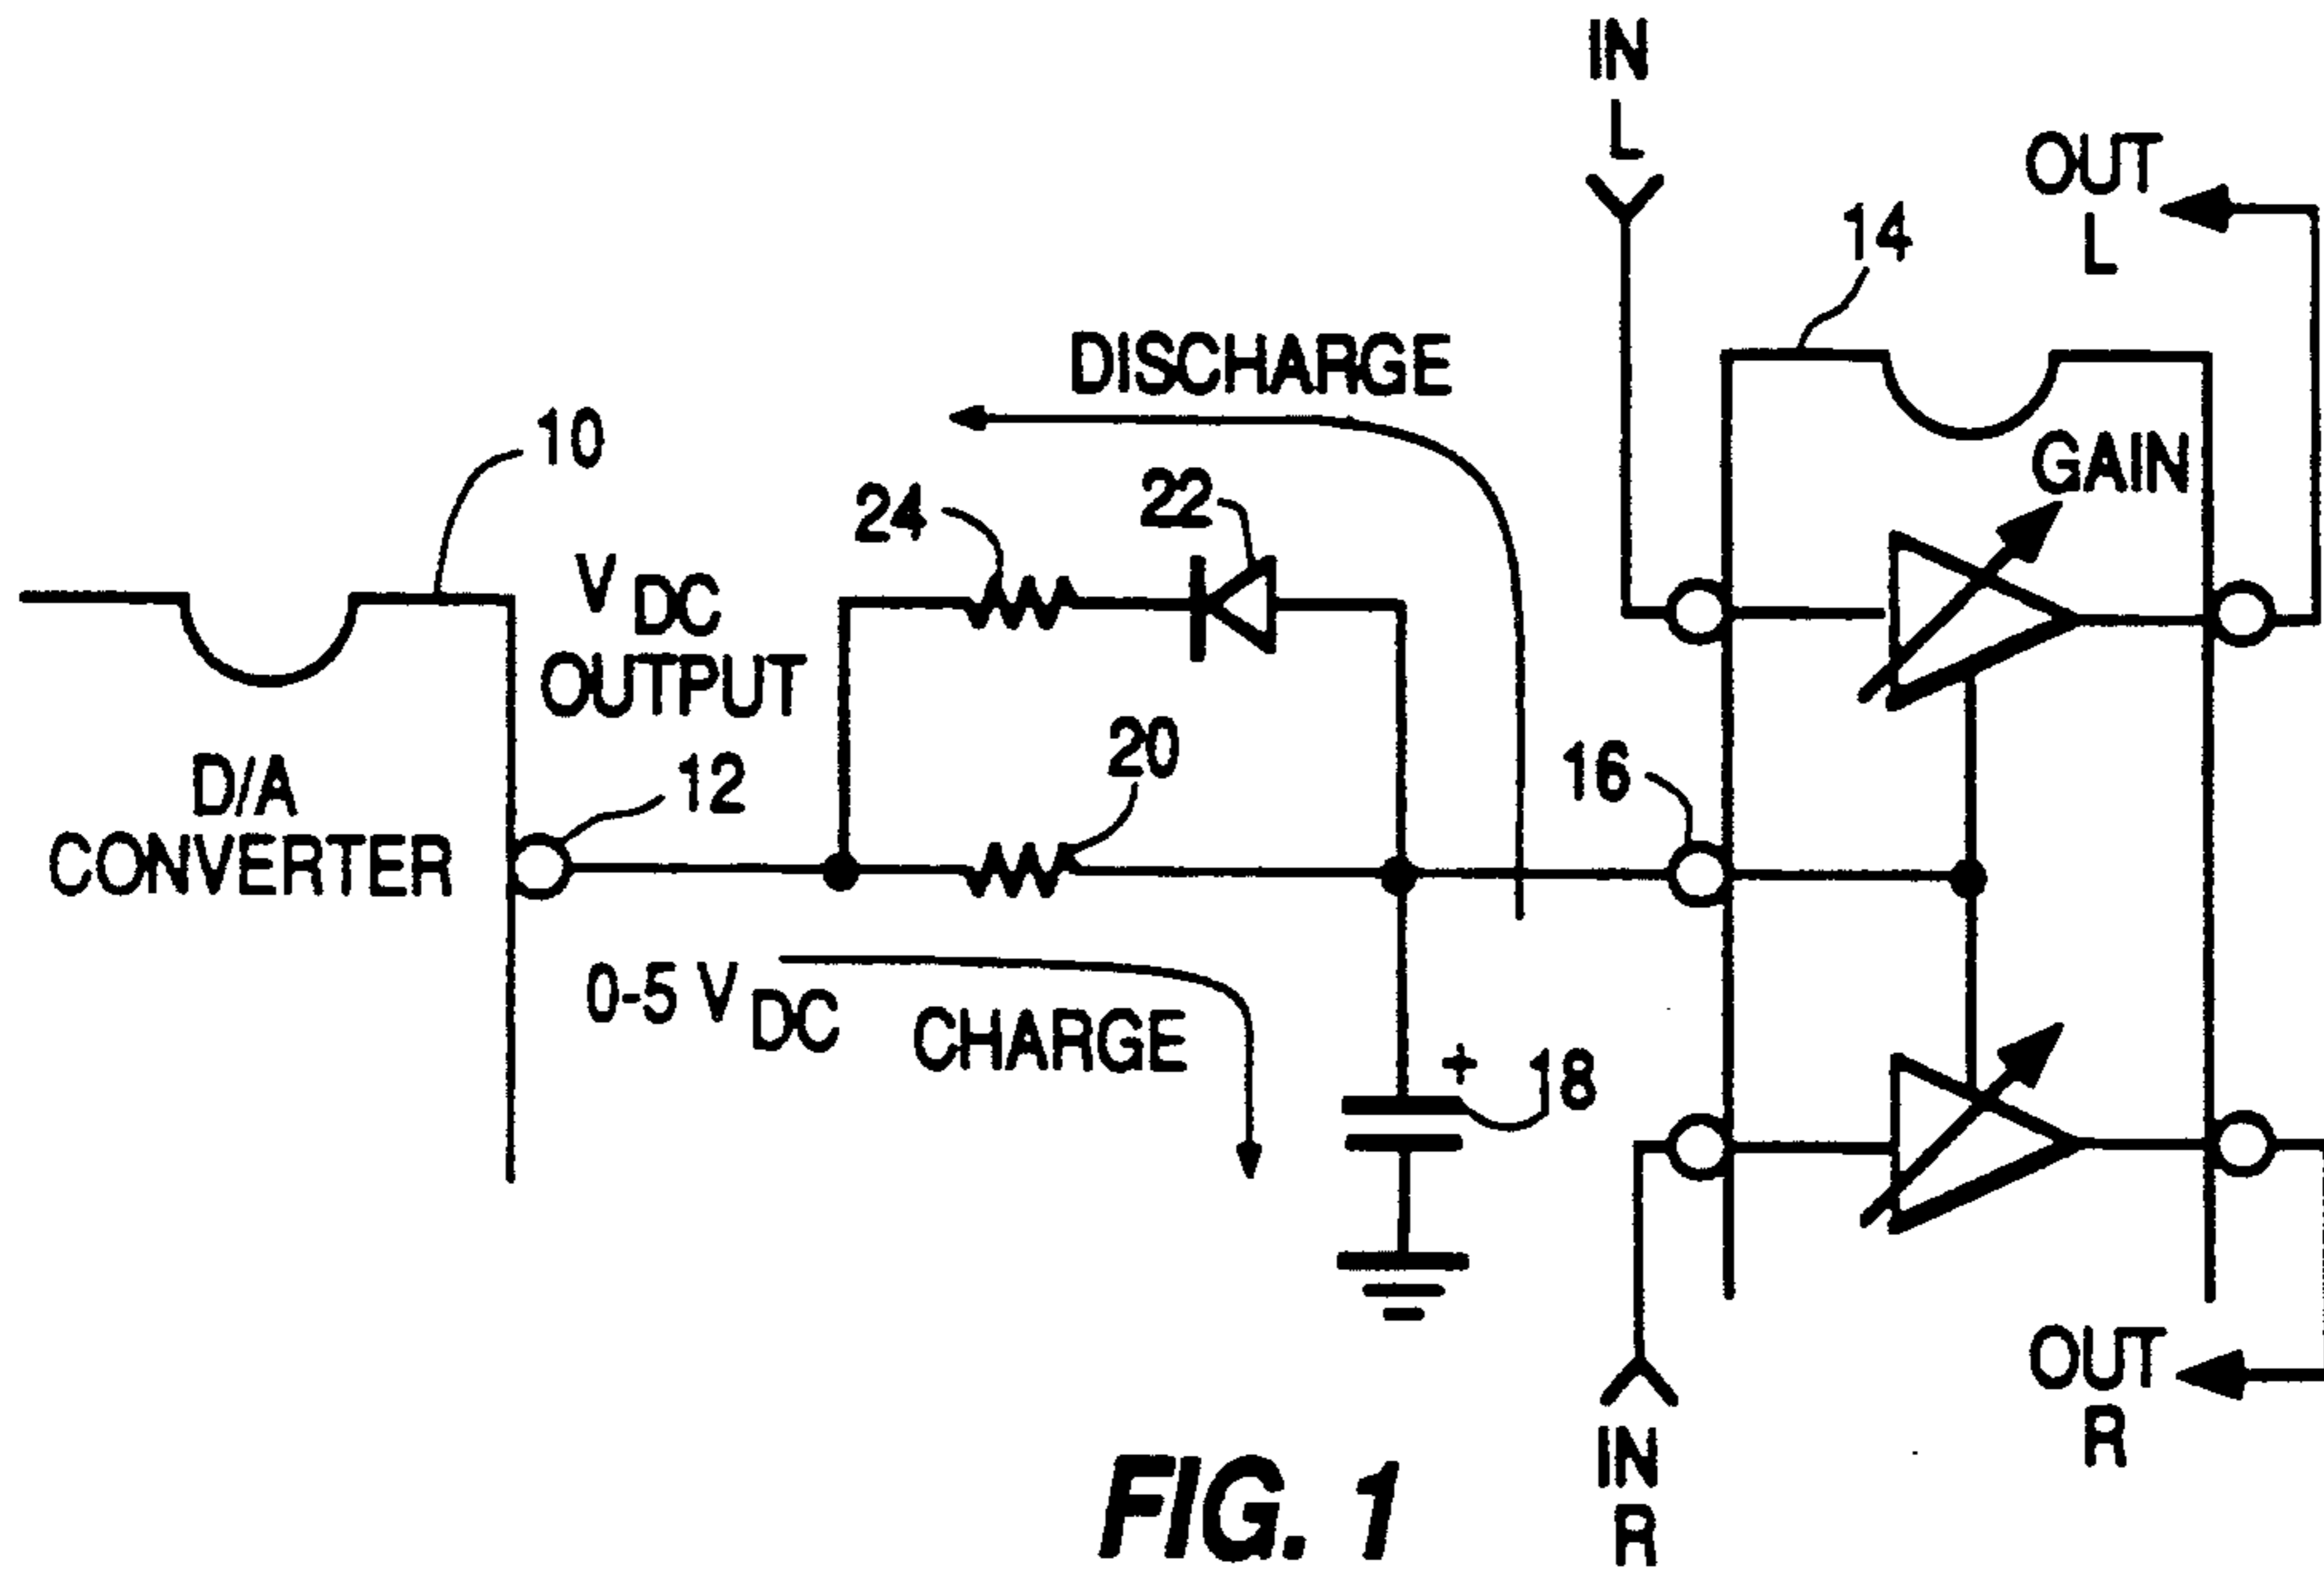 IN
L
OUT
L
14
DISCHARGE
10
GAIN
24
22
V DC
OUTPUT
20
16
12
D/A
CONVERTER
0-5 V DC
CHARGE
+
18
OUT
R
IN
R
FIG. 1